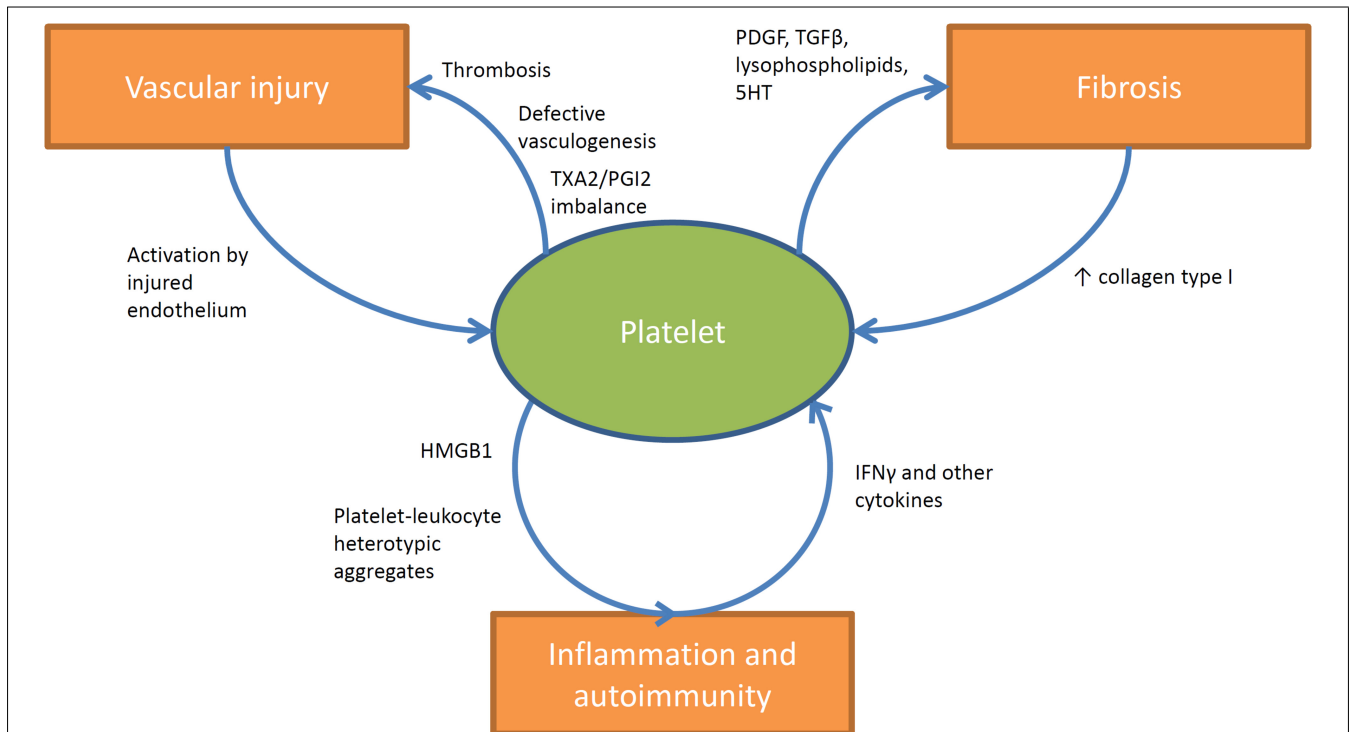 Vascular injury
Thrombosis
Defective
vasculogenesis
TXA2/PGI2
imbalance
PDGF, TGFβ,
lysophospholipids,
5HT
Fibrosis
Activation by
injured
endothelium
↑ collagen type I
Platelet
HMGB1
Platelet-leukocyte
heterotypic
aggregates
IFNγ and other
cytokines
Inflammation and
autoimmunity